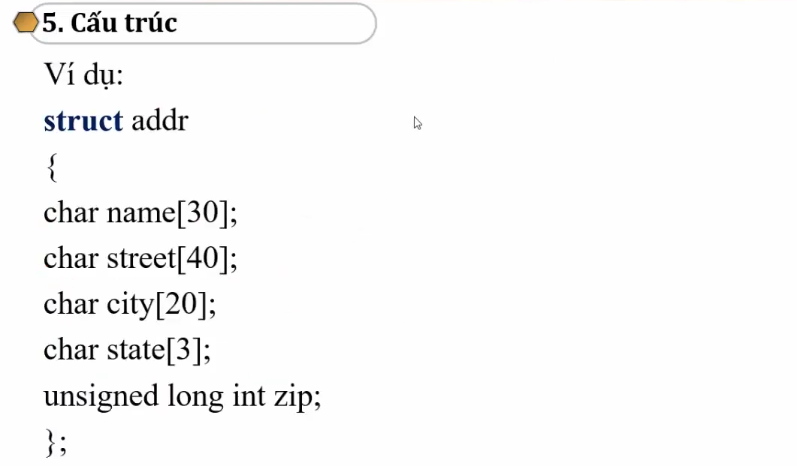 5. Cấu trúc
Ví dụ:
struct addr
{
char name[30];
char street[40];
char city[20];
char state[3];
unsigned long int zip;
};